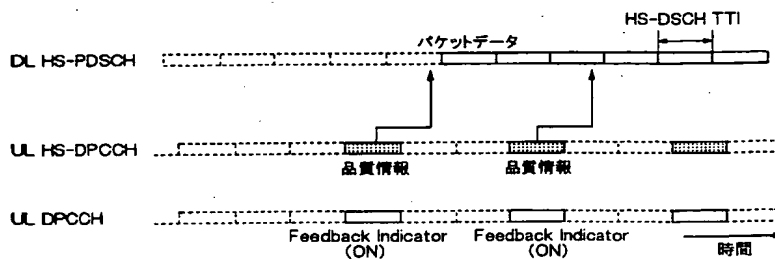 HS-DSCH TTI
パケットデータ
DL HS-PDSCH
UL HS-DPCCH
品質情報
品質情報
UL DPCCH
Feedback Indicator
(ON)
Feedback Indicator
(ON)
時間